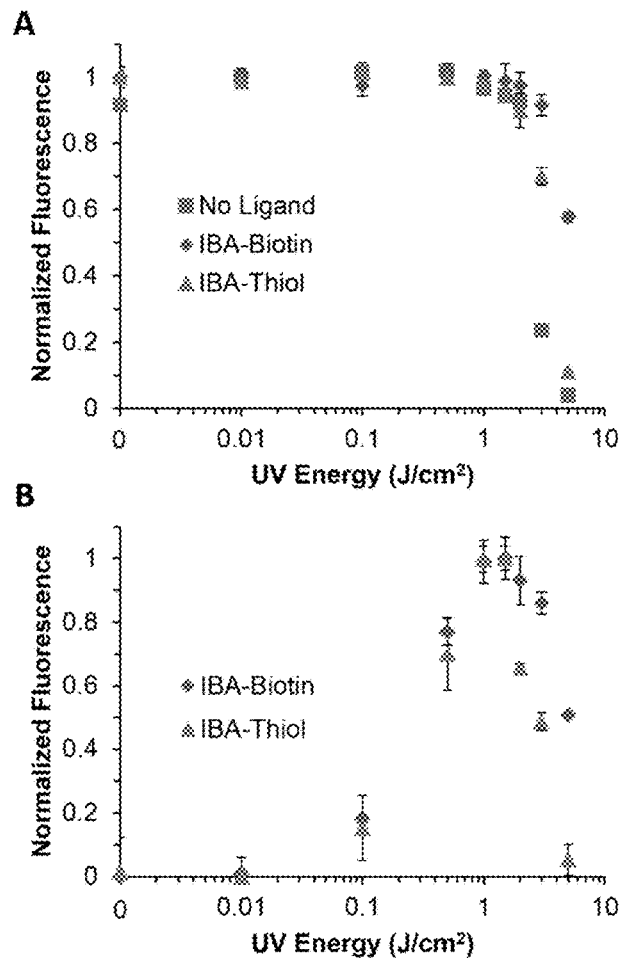 A
Normalized Fluorescence
1
0.8
0.6
0.4
0.2
0
No Ligand
IBA-Biotin
IBA-Thiol
0 0.01 0.1 1 10
UV Energy (J/cm²)
B
Normalized Fluorescence
1
0.8
0.6
0.4
0.2
0
IBA-Biotin
IBA-Thiol
0 0.01 0.1 1 10
UV Energy (J/cm²)